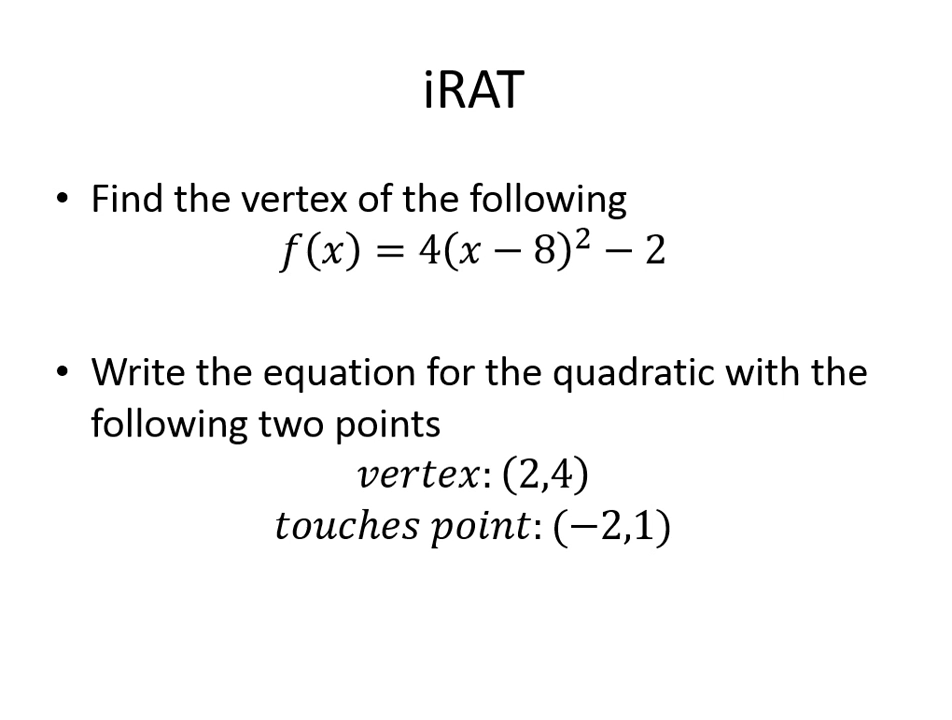 iRAT
• Find the vertex of the following
f(x) = 4(x − 8)² − 2
• Write the equation for the quadratic with the
following two points
vertex: (2,4)
touches point: (−2,1)